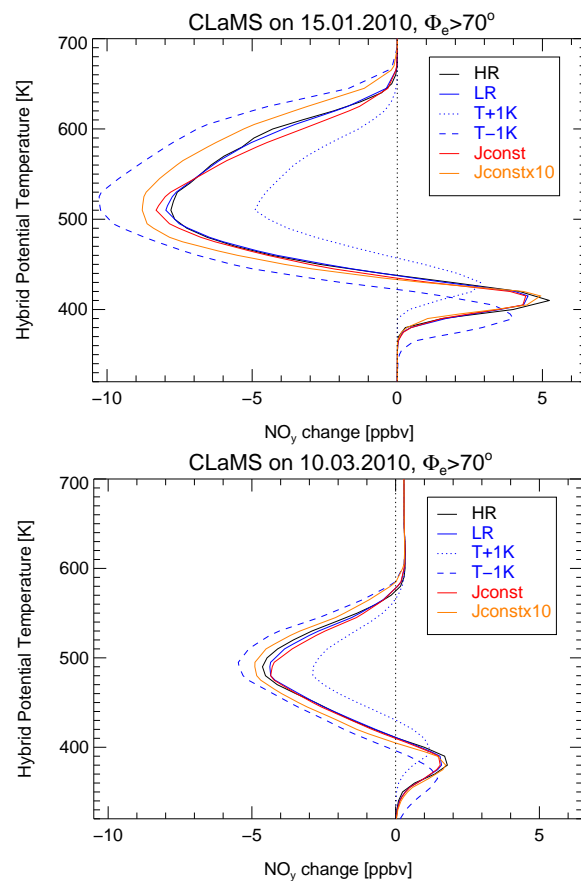 CLaMS on 15.01.2010, Φe>70°
Hybrid Potential Temperature [K]
700
600
500
400
HR
LR
T+1K
T−1K
Jconst
Jconstx10
−10
−5
0
5
NOy change [ppbv]
CLaMS on 10.03.2010, Φe>70°
Hybrid Potential Temperature [K]
700
600
500
400
HR
LR
T+1K
T−1K
Jconst
Jconstx10
−10
−5
0
5
NOy change [ppbv]